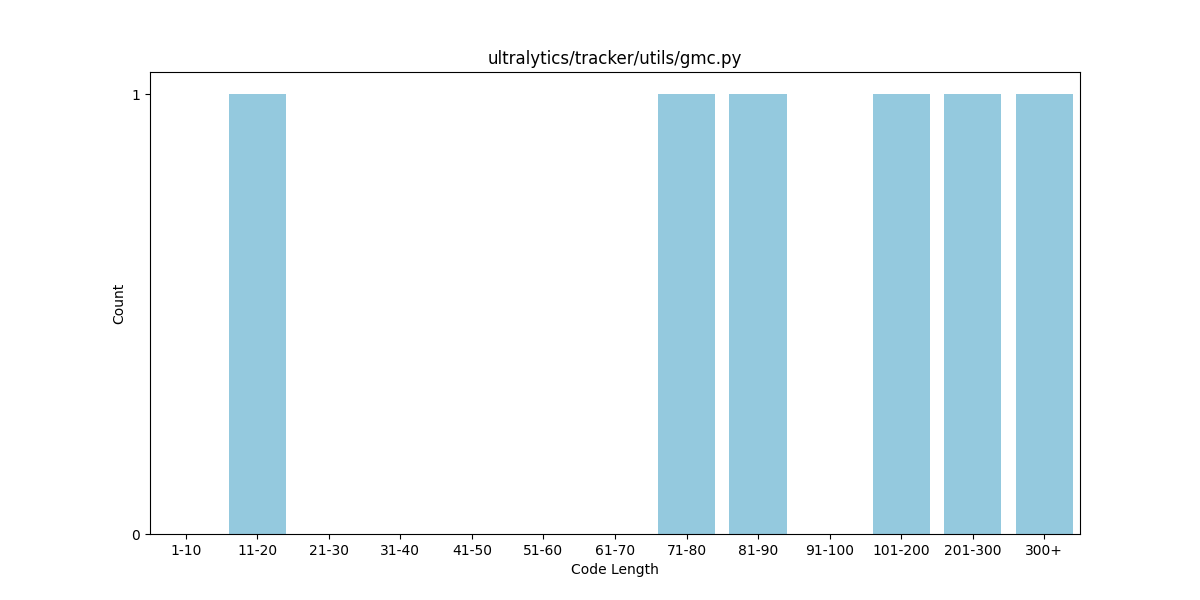 ultralytics/tracker/utils/gmc.py
1
Count
0
1-10 11-20 21-30 31-40 41-50 51-60 61-70 71-80 81-90 91-100 101-200 201-300 300+
Code Length